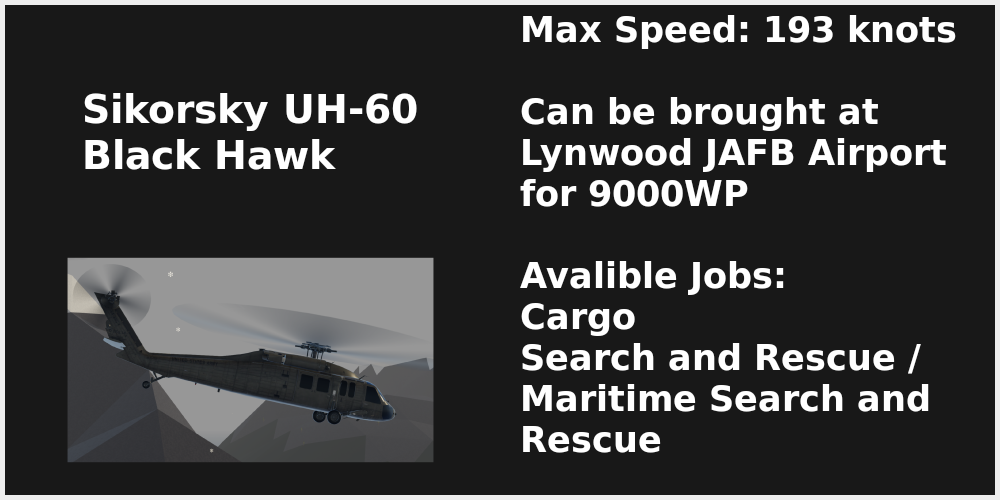 Sikorsky UH-60
Black Hawk
Max Speed: 193 knots
Can be brought at
Lynwood JAFB Airport
for 9000WP
Avalible Jobs:
Cargo
Search and Rescue /
Maritime Search and
Rescue